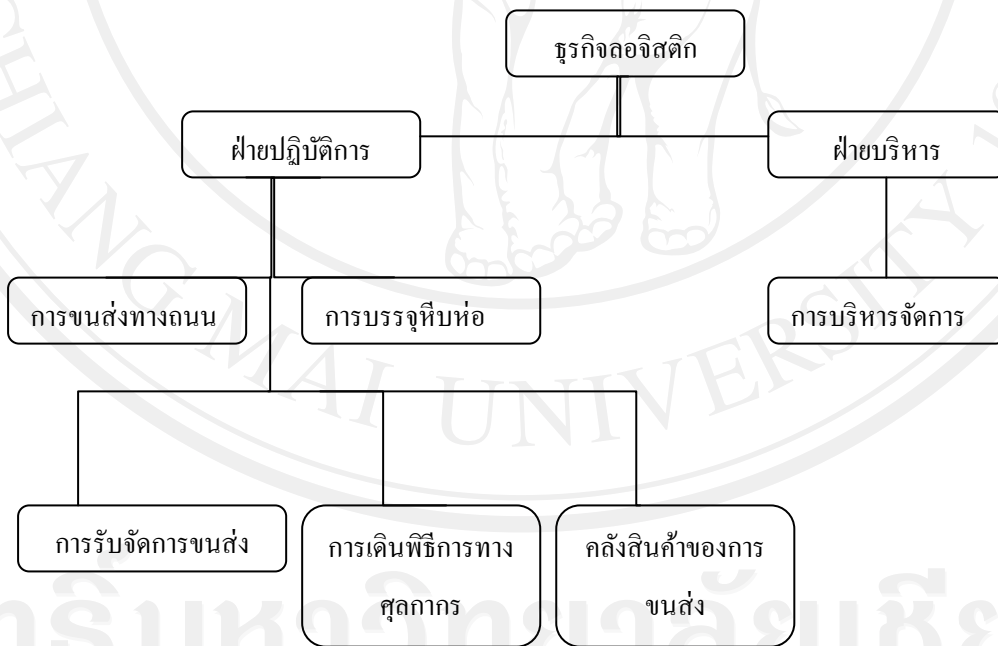 ธุรกิจลอจิสติก
ฝ่ายปฏิบัติการ
ฝ่ายบริหาร
การขนส่งทางถนน
การบรรจุหีบห่อ
การบริหารจัดการ
การรับจัดการขนส่ง
การเดินพิธีการทาง
ศุลกากร
คลังสินค้าของการ
ขนส่ง
CHIANG MAI UNIVERSITY